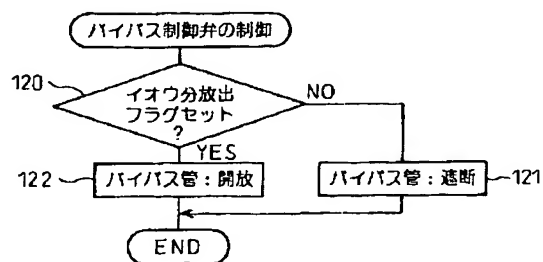 バイパス制御弁の制御
120
イオウ分放出
フラグセット
?
NO
YES
122
バイパス管:開放
バイパス管:遮断
121
END